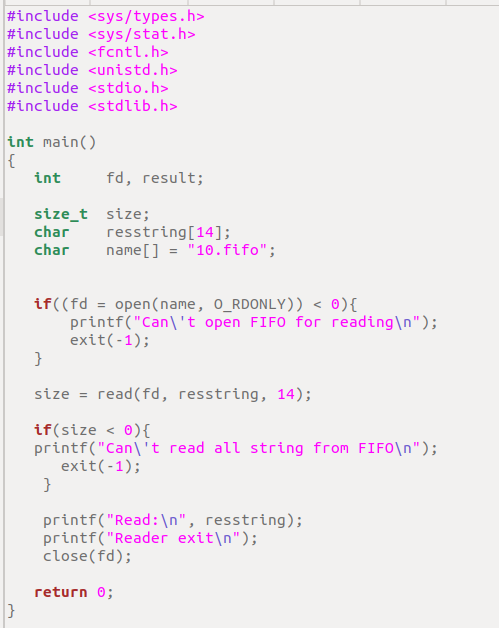 #include <sys/types.h>
#include <sys/stat.h>
#include <fcntl.h>
#include <unistd.h>
#include <stdio.h>
#include <stdlib.h>
int main()
{
int fd, result;
size_t size;
char resstring[14];
char name[] = "10.fifo";
if((fd = open(name, O_RDONLY)) < 0){
printf("Can\'t open FIFO for reading\n");
exit(-1);
}
size = read(fd, resstring, 14);
if(size < 0){
printf("Can\'t read all string from FIFO\n");
exit(-1);
}
printf("Read:\n", resstring);
printf("Reader exit\n");
close(fd);
return 0;
}